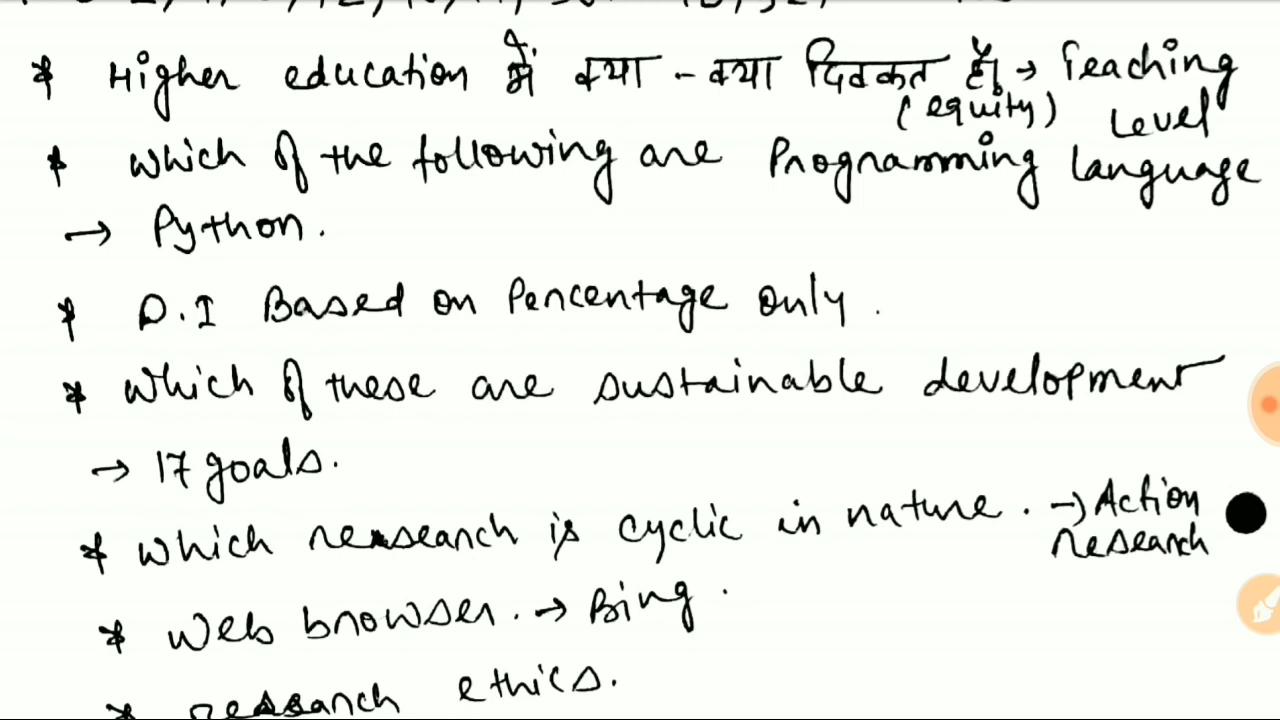 * Higher education में क्या - क्या दिक्कत है। → Teaching
(equity) Level
* which of the following are Programming language
→ Python.
* D.I Based on Percentage only.
* which of these are sustainable development
→ 17 goals.
* which research is cyclic in nature. → Action
research
* Web browser. → Bing.
* research ethics.